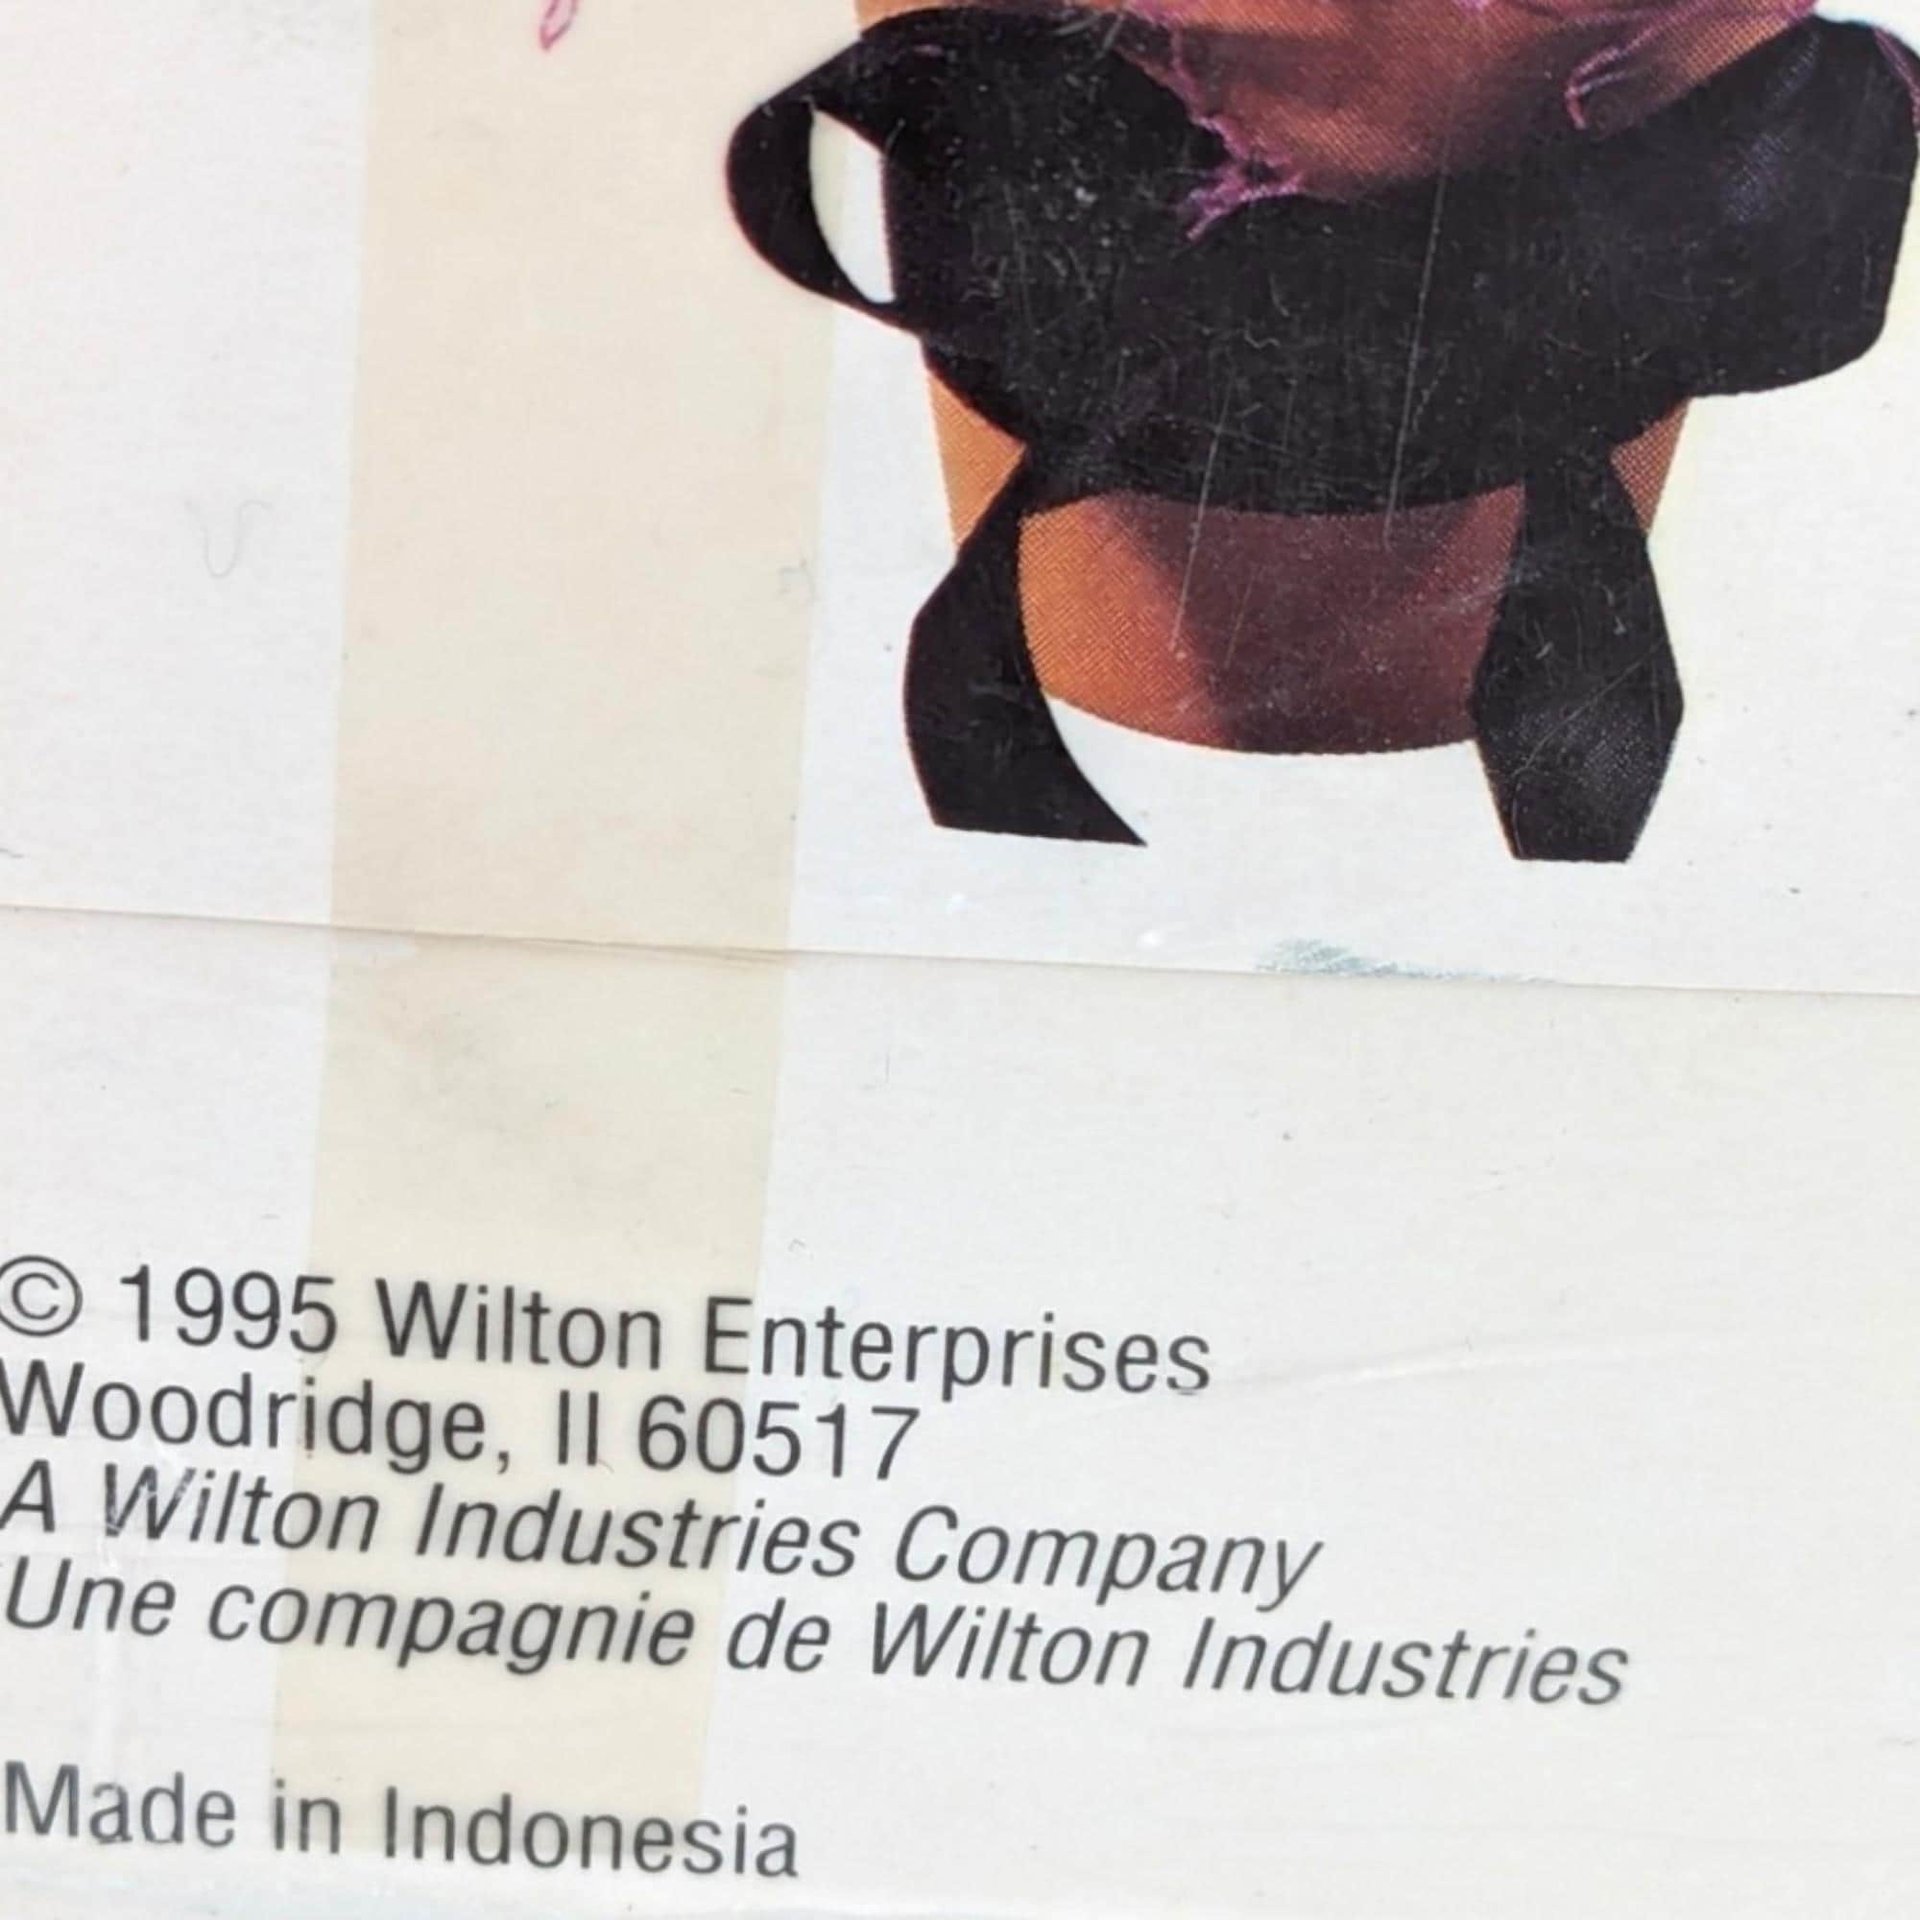 © 1995 Wilton Enterprises
Woodridge, Il 60517
A Wilton Industries Company
Une compagnie de Wilton Industries
Made in Indonesia